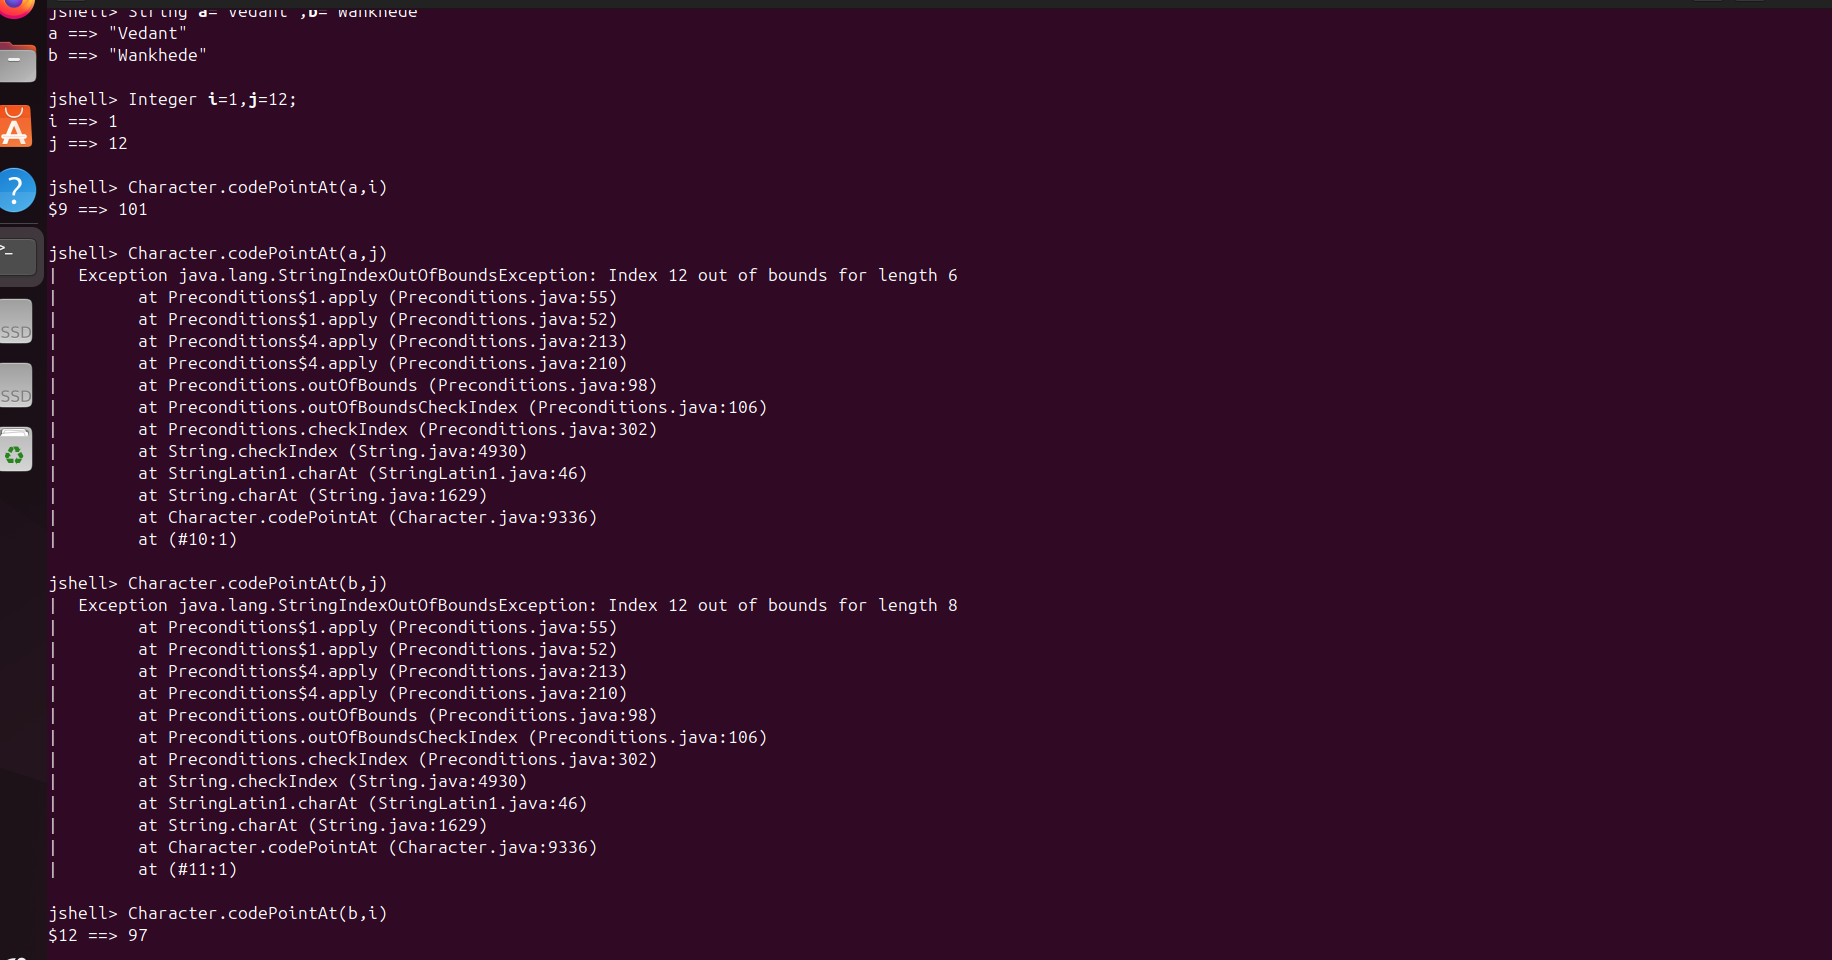 jshell> String a="Vedant",b="Wankhede"
a ==> "Vedant"
b ==> "Wankhede"
jshell> Integer i=1,j=12;
i ==> 1
j ==> 12
jshell> Character.codePointAt(a,i)
$9 ==> 101
jshell> Character.codePointAt(a,j)
|  Exception java.lang.StringIndexOutOfBoundsException: Index 12 out of bounds for length 6
|        at Preconditions$1.apply (Preconditions.java:55)
|        at Preconditions$1.apply (Preconditions.java:52)
|        at Preconditions$4.apply (Preconditions.java:213)
|        at Preconditions$4.apply (Preconditions.java:210)
|        at Preconditions.outOfBounds (Preconditions.java:98)
|        at Preconditions.outOfBoundsCheckIndex (Preconditions.java:106)
|        at Preconditions.checkIndex (Preconditions.java:302)
|        at String.checkIndex (String.java:4930)
|        at StringLatin1.charAt (StringLatin1.java:46)
|        at String.charAt (String.java:1629)
|        at Character.codePointAt (Character.java:9336)
|        at (#10:1)
jshell> Character.codePointAt(b,j)
|  Exception java.lang.StringIndexOutOfBoundsException: Index 12 out of bounds for length 8
|        at Preconditions$1.apply (Preconditions.java:55)
|        at Preconditions$1.apply (Preconditions.java:52)
|        at Preconditions$4.apply (Preconditions.java:213)
|        at Preconditions$4.apply (Preconditions.java:210)
|        at Preconditions.outOfBounds (Preconditions.java:98)
|        at Preconditions.outOfBoundsCheckIndex (Preconditions.java:106)
|        at Preconditions.checkIndex (Preconditions.java:302)
|        at String.checkIndex (String.java:4930)
|        at StringLatin1.charAt (StringLatin1.java:46)
|        at String.charAt (String.java:1629)
|        at Character.codePointAt (Character.java:9336)
|        at (#11:1)
jshell> Character.codePointAt(b,i)
$12 ==> 97
SSD
SSD